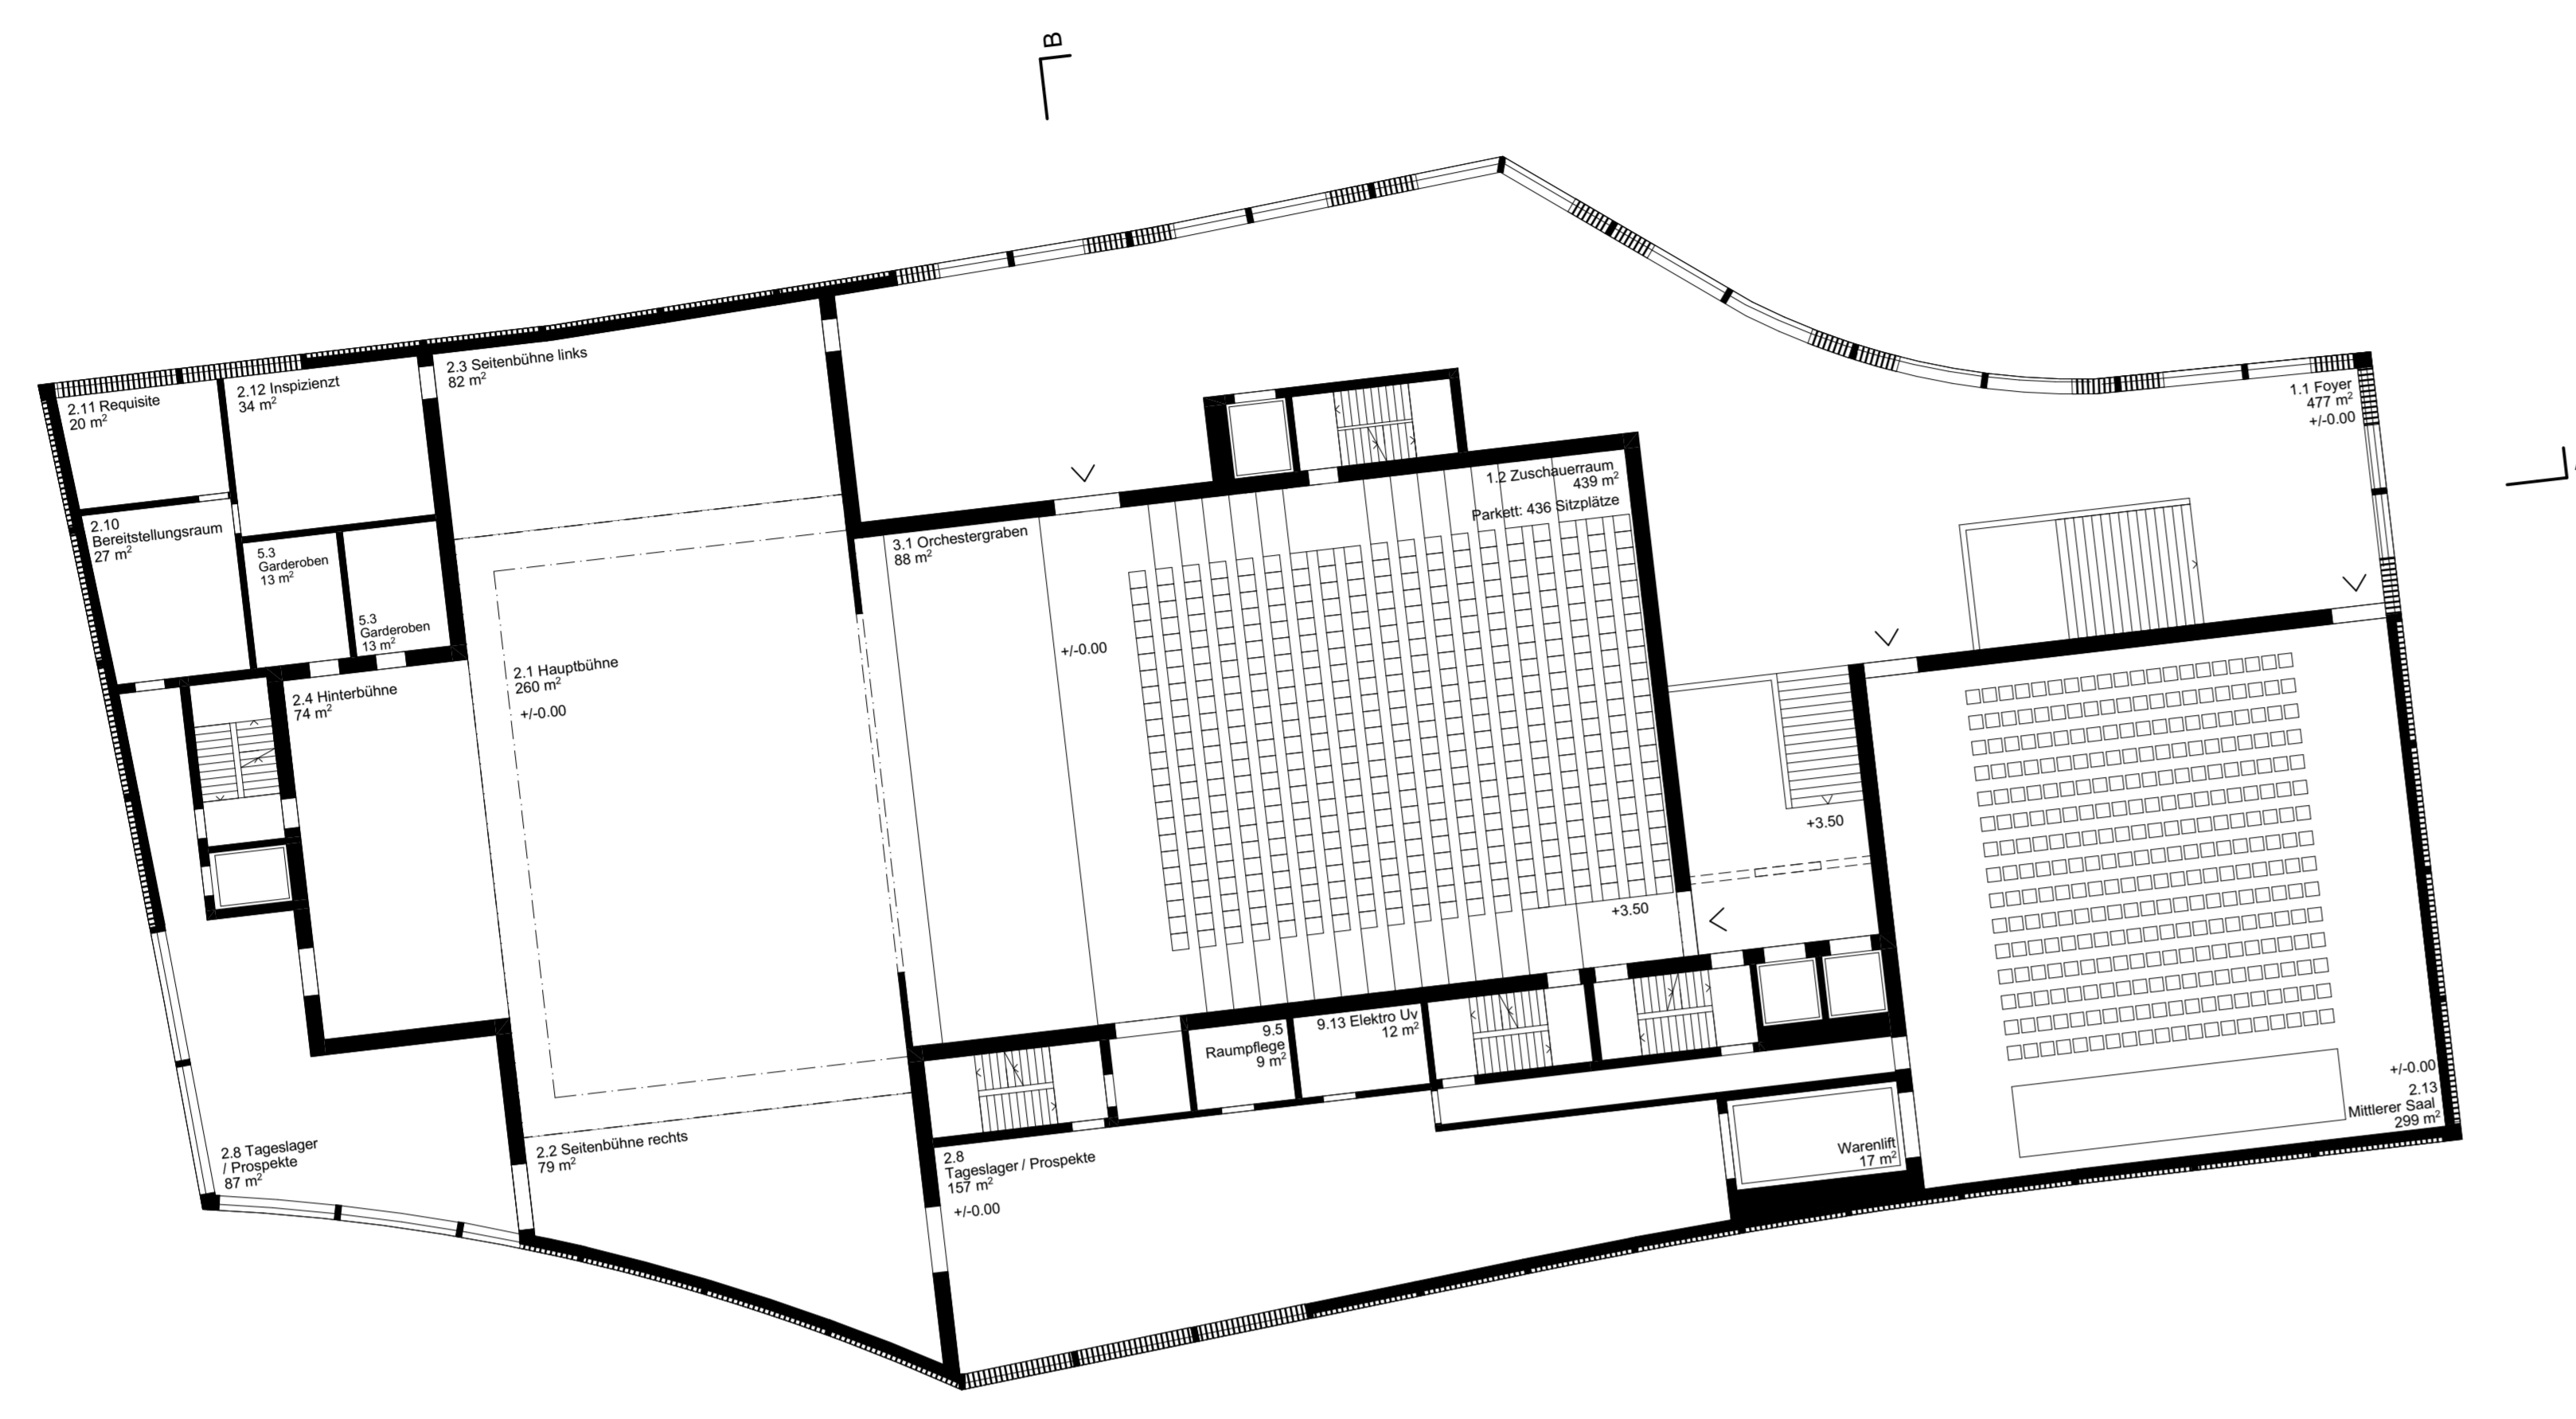 B
2.11 Requisite
20 m²
2.12 Inspizienzt
34 m²
2.3 Seitenbühne links
82 m²
1.1 Foyer
477 m²
+/-0.00
2.10
Bereitstellungsraum
27 m²
5.3
Garderoben
13 m²
5.3
Garderoben
13 m²
3.1 Orchestergraben
88 m²
1.2 Zuschauerraum
439 m²
Parkett: 436 Sitzplätze
+/-0.00
2.4 Hinterbühne
74 m²
2.1 Hauptbühne
260 m²
+/-0.00
+3.50
+3.50
9.5
Raumpflege
9 m²
9.13 Elektro Uv
12 m²
2.8 Tageslager
/ Prospekte
87 m²
2.2 Seitenbühne rechts
79 m²
2.8
Tageslager / Prospekte
157 m²
+/-0.00
Warenlift
17 m²
+/-0.00
2.13
Mittlerer Saal
299 m²